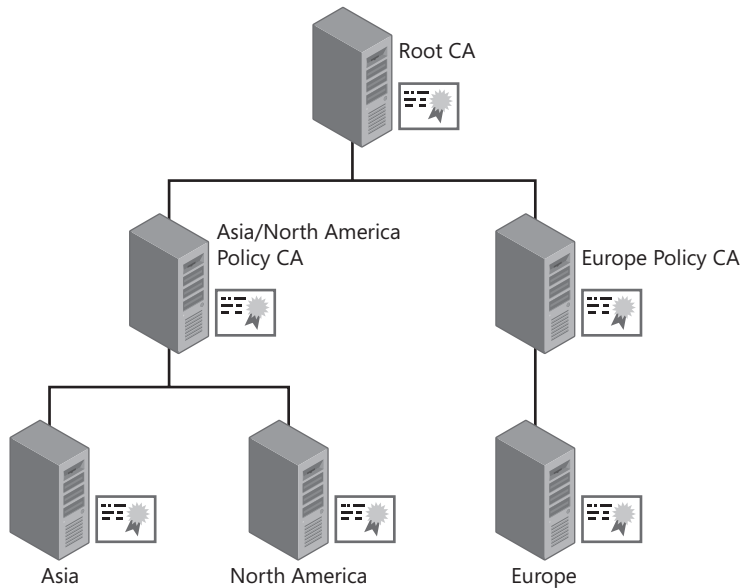 Root CA
Asia/North America
Policy CA
Europe Policy CA
Asia
North America
Europe